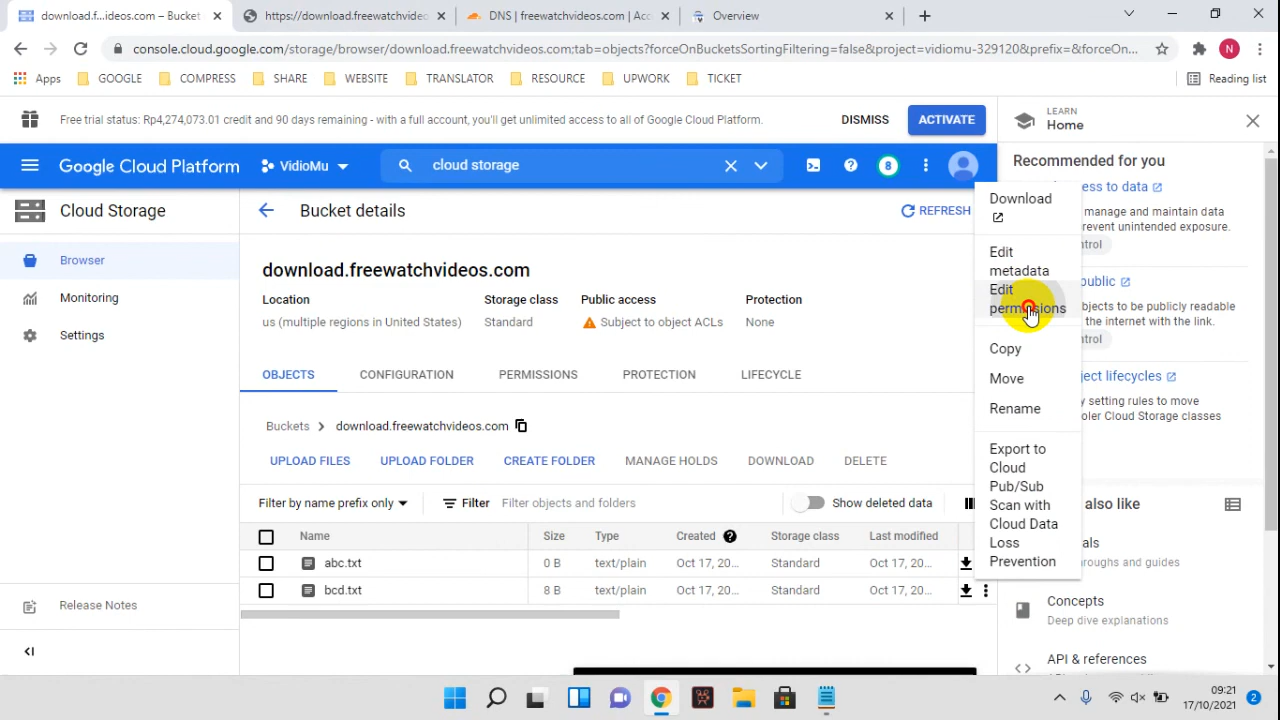 download.f...ideos.com – Bucket
https://download.freewatchvideo
DNS | freewatchvideos.com | Acc
Overview
console.cloud.google.com/storage/browser/download.freewatchvideos.com;tab=objects?forceOnBucketsSortingFiltering=false&project=vidiomu-329120&prefix=&forceOn...
N
Apps GOOGLE COMPRESS SHARE WEBSITE TRANSLATOR RESOURCE UPWORK TICKET Reading list
Free trial status: Rp4,274,073.01 credit and 90 days remaining - with a full account, you'll get unlimited access to all of Google Cloud Platform.
DISMISS ACTIVATE
LEARN
Home
Google Cloud Platform VidioMu cloud storage 8
Recommended for you
Cloud Storage
Bucket details REFRESH
Browser
Monitoring
Settings
Release Notes
download.freewatchvideos.com
Location Storage class Public access Protection
us (multiple regions in United States) Standard Subject to object ACLs None
OBJECTS CONFIGURATION PERMISSIONS PROTECTION LIFECYCLE
Buckets download.freewatchvideos.com
UPLOAD FILES UPLOAD FOLDER CREATE FOLDER MANAGE HOLDS DOWNLOAD DELETE
Filter by name prefix only Filter Filter objects and folders Show deleted data
Name Size Type Created Storage class Last modified
abc.txt 0 B text/plain Oct 17, 20... Standard Oct 17, 20...
bcd.txt 8 B text/plain Oct 17, 20... Standard Oct 17, 20...
Download
Edit
metadata
Edit
permissions
Copy
Move
Rename
Export to
Cloud
Pub/Sub
Scan with
Cloud Data
Loss
Prevention
to data
manage and maintain data
unintended exposure.
public
to be publicly readable
the internet with the link.
lifecycles
setting rules to move
Cloud Storage classes
also like
and guides
Concepts
Deep dive explanations
API & references
09:21
17/10/2021
2